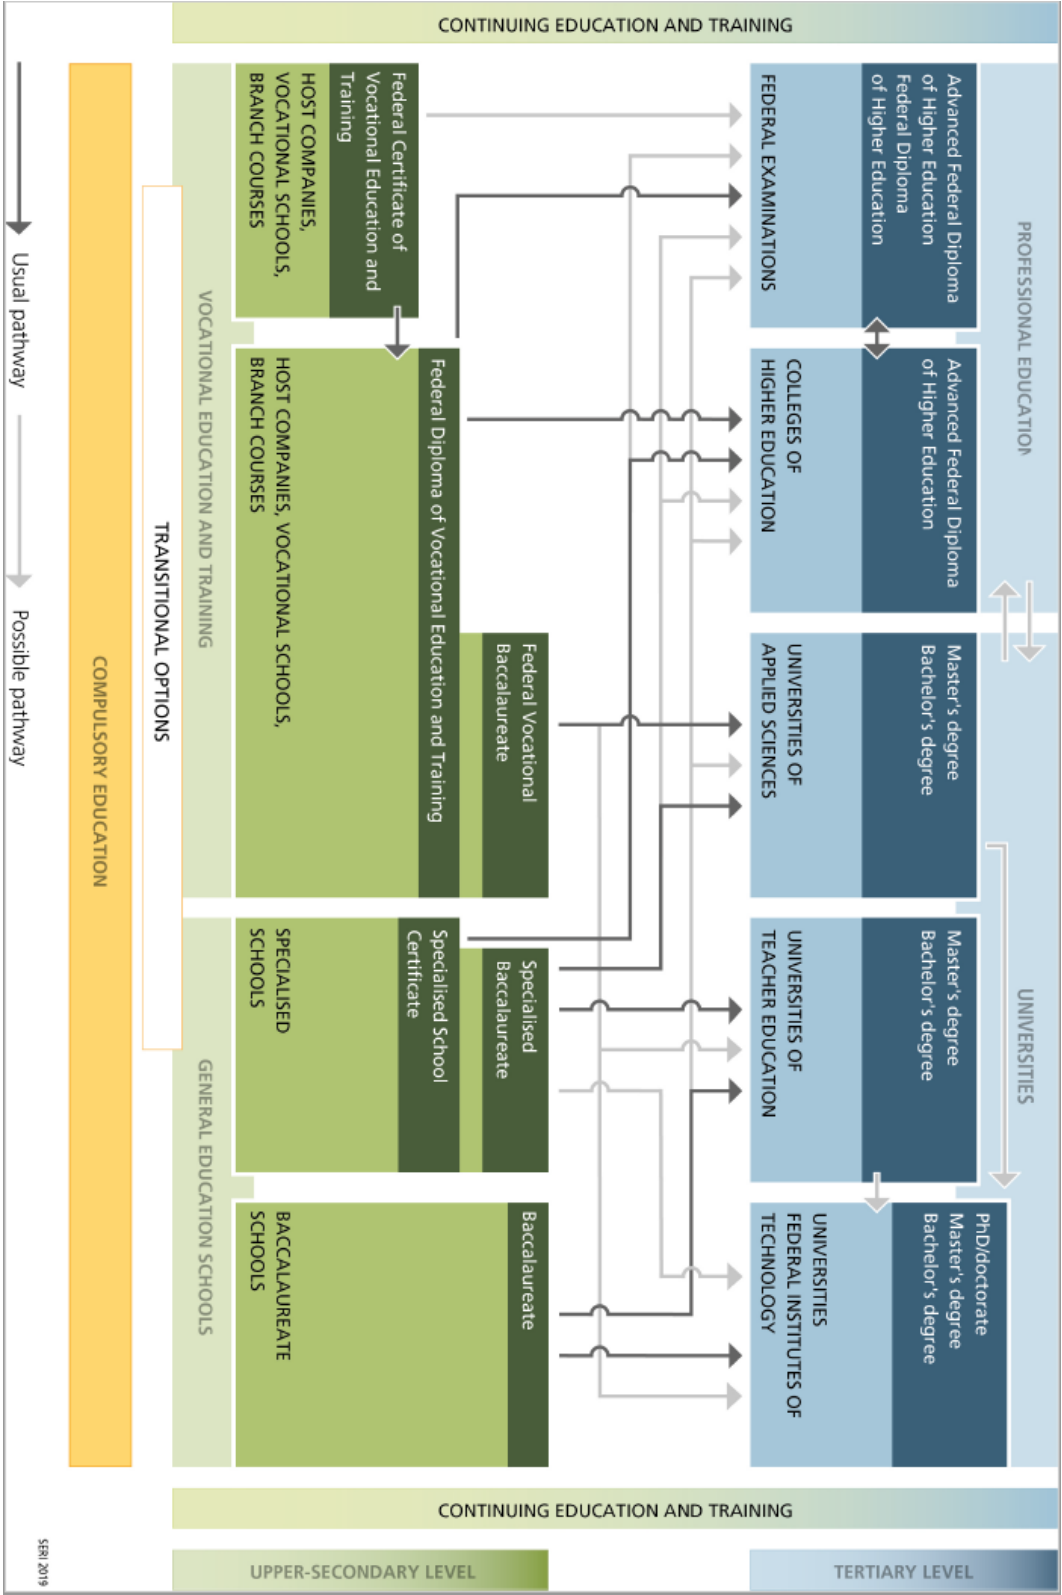 CONTINUING EDUCATION AND TRAINING
PROFESSIONAL EDUCATION
UNIVERSITIES
Advanced Federal Diploma
of Higher Education
Federal Diploma
of Higher Education
FEDERAL EXAMINATIONS
Advanced Federal Diploma
of Higher Education
COLLEGES OF
HIGHER EDUCATION
Master's degree
Bachelor's degree
UNIVERSITIES OF
APPLIED SCIENCES
Master's degree
Bachelor's degree
UNIVERSITIES OF
TEACHER EDUCATION
PhD/doctorate
Master's degree
Bachelor's degree
UNIVERSITIES
FEDERAL INSTITUTES OF
TECHNOLOGY
TERTIARY LEVEL
Federal Certificate of
Vocational Education and
Training
HOST COMPANIES,
VOCATIONAL SCHOOLS,
BRANCH COURSES
Federal Diploma of Vocational Education and Training
HOST COMPANIES, VOCATIONAL SCHOOLS,
BRANCH COURSES
Federal Vocational
Baccalaureate
Specialised
Baccalaureate
Specialised School
Certificate
SPECIALISED
SCHOOLS
Baccalaureate
BACCALAUREATE
SCHOOLS
VOCATIONAL EDUCATION AND TRAINING
GENERAL EDUCATION SCHOOLS
UPPER-SECONDARY LEVEL
CONTINUING EDUCATION AND TRAINING
TRANSITIONAL OPTIONS
COMPULSORY EDUCATION
Usual pathway
Possible pathway
SERI 2019